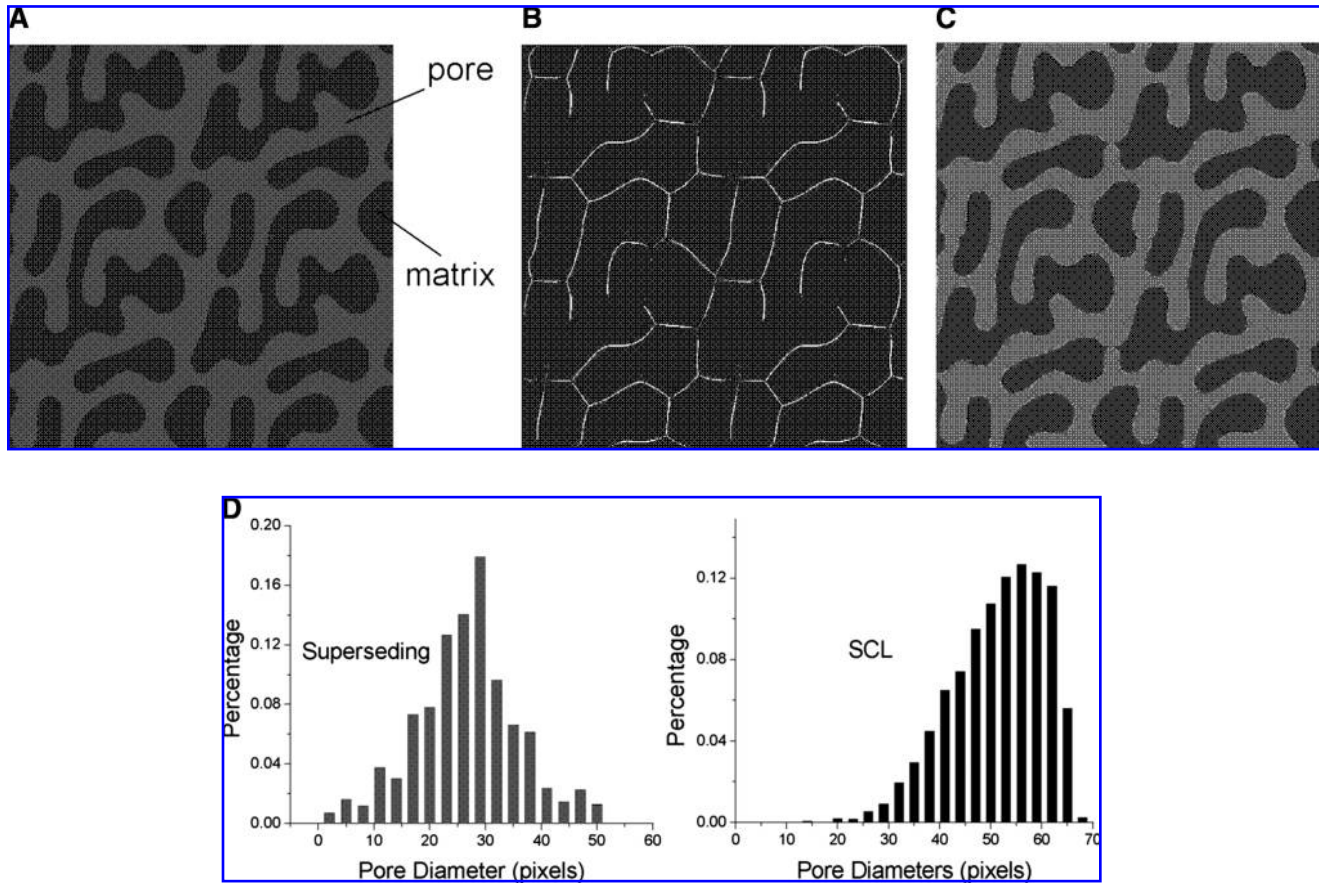 A
B
C
pore
matrix
D
0.20
0.16
0.12
0.08
0.04
0.00
Percentage
Superseding
0 10 20 30 40 50 60
Pore Diameter (pixels)
0.12
0.08
0.04
0.00
Percentage
SCL
0 10 20 30 40 50 60 70
Pore Diameters (pixels)